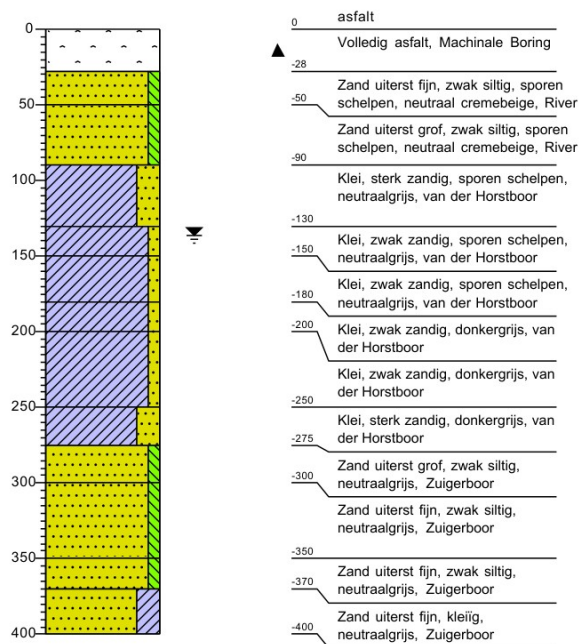 0
50
100
150
200
250
300
350
400
0
asfalt
Volledig asfalt, Machinale Boring
-28
Zand uiterst fijn, zwak siltig, sporen
schelpen, neutraal cremebeige, River
-50
Zand uiterst grof, zwak siltig, sporen
schelpen, neutraal cremebeige, River
-90
Klei, sterk zandig, sporen schelpen,
neutraalgrijs, van der Horstboor
-130
Klei, zwak zandig, sporen schelpen,
neutraalgrijs, van der Horstboor
-150
Klei, zwak zandig, sporen schelpen,
neutraalgrijs, van der Horstboor
-180
Klei, zwak zandig, donkergrijs, van
der Horstboor
-200
Klei, zwak zandig, donkergrijs, van
der Horstboor
-250
Klei, sterk zandig, donkergrijs, van
der Horstboor
-275
Zand uiterst grof, zwak siltig,
neutraalgrijs, Zuigerboor
-300
Zand uiterst fijn, zwak siltig,
neutraalgrijs, Zuigerboor
-350
Zand uiterst fijn, zwak siltig,
neutraalgrijs, Zuigerboor
-370
Zand uiterst fijn, kleiïg,
neutraalgrijs, Zuigerboor
-400